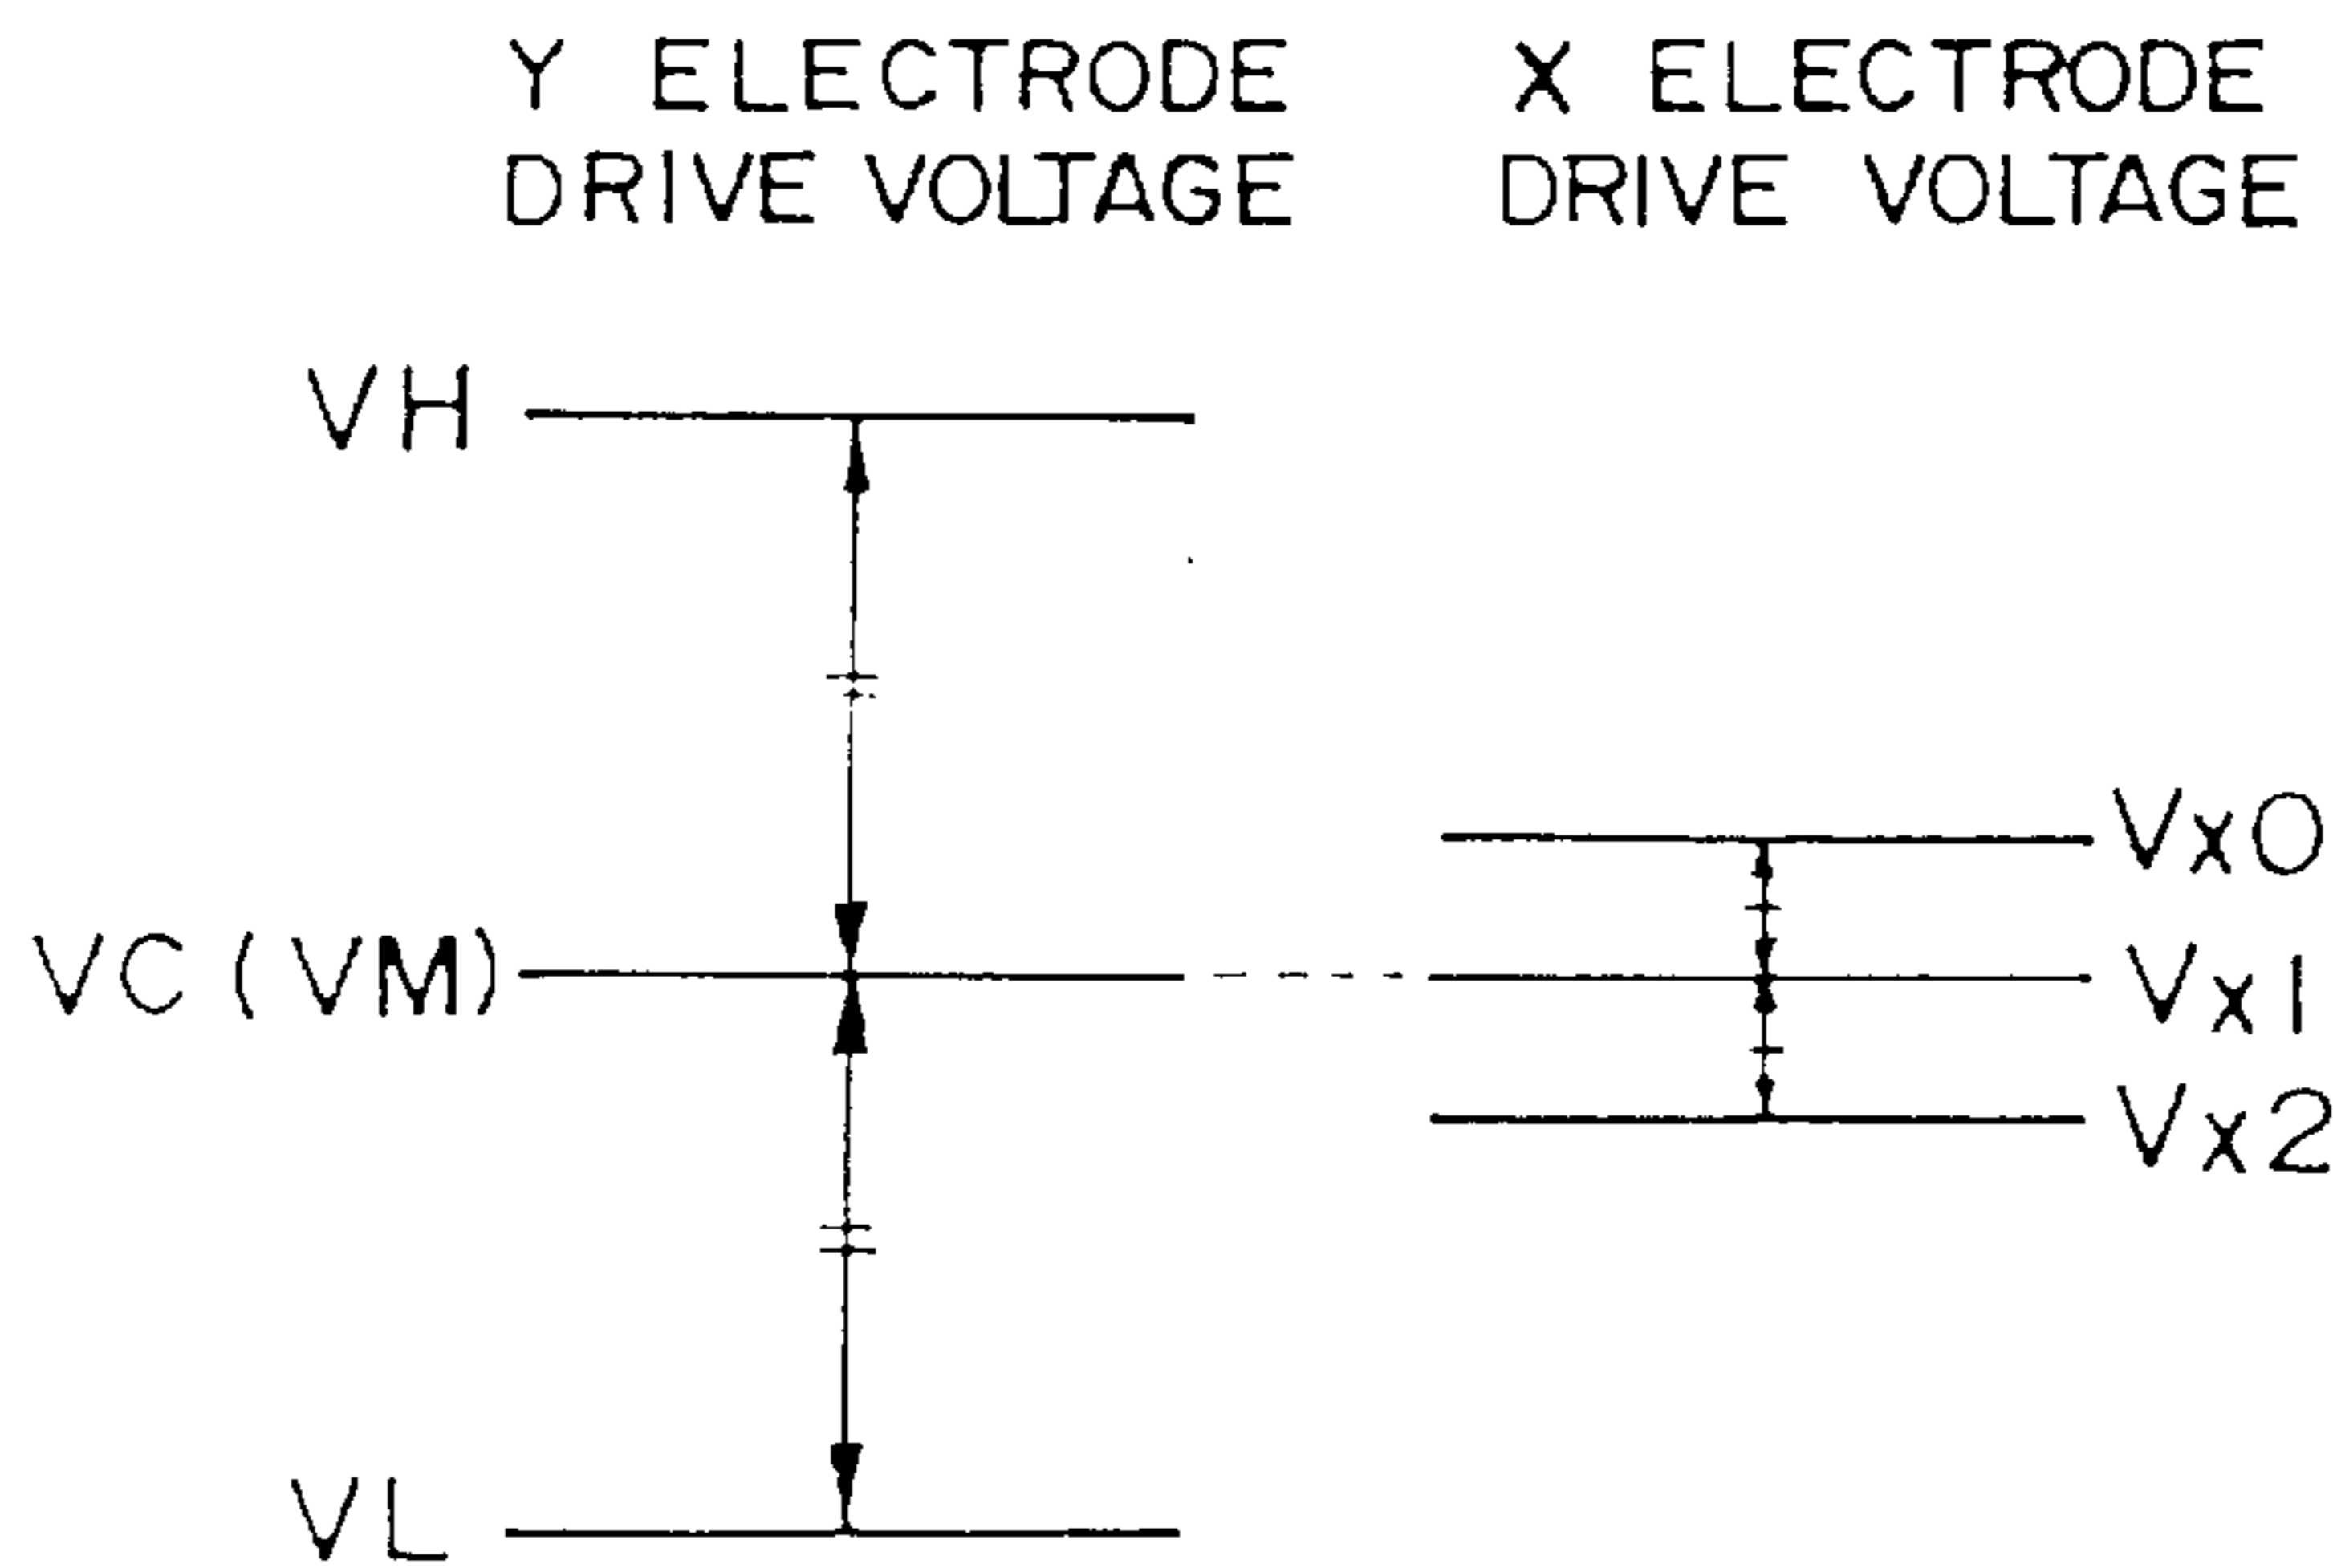 Y ELECTRODE
DRIVE VOLTAGE
X ELECTRODE
DRIVE VOLTAGE
VH
Vx0
VC (VM)
Vx1
Vx2
VL